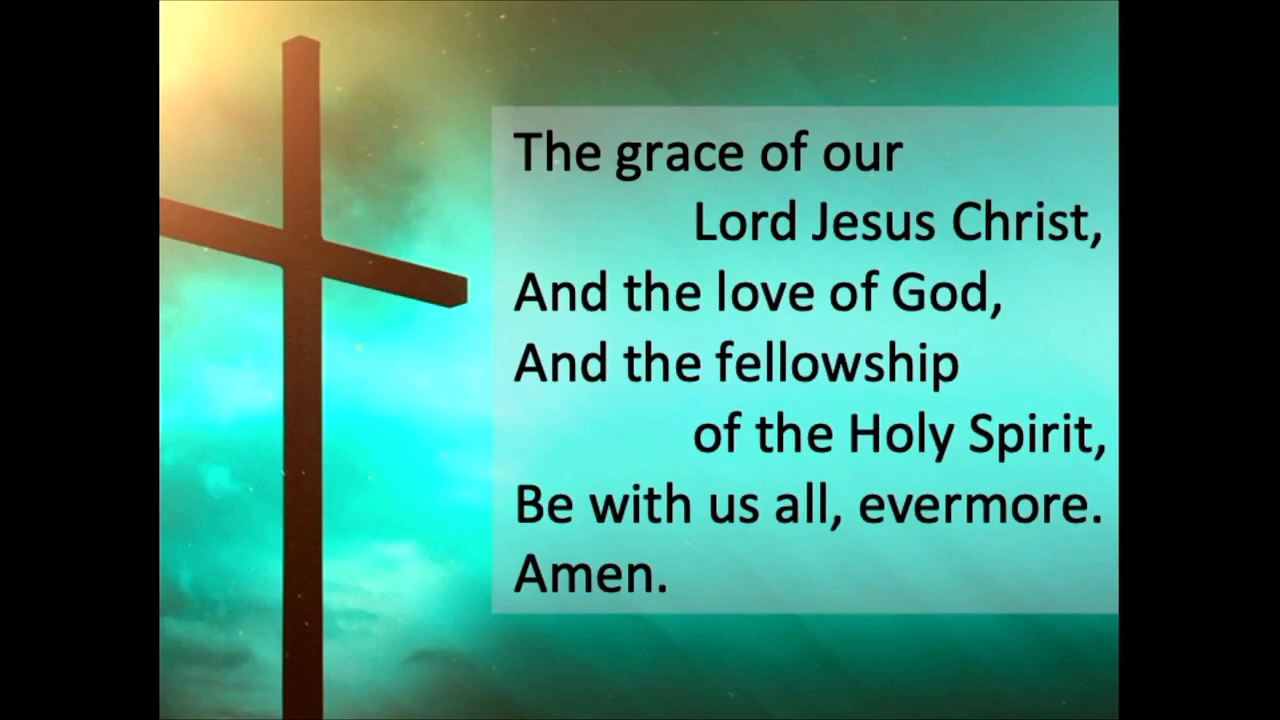 The grace of our
Lord Jesus Christ,
And the love of God,
And the fellowship
of the Holy Spirit,
Be with us all, evermore.
Amen.